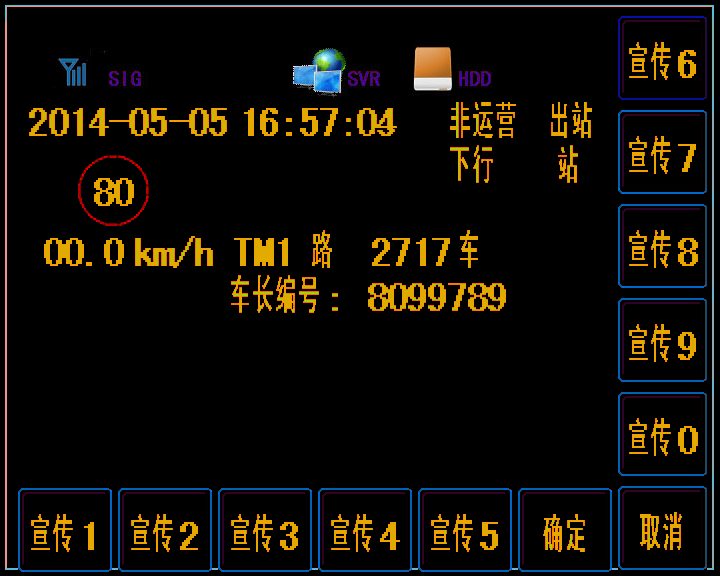 SIG SVR HDD
2014-05-05 16:57:04 非运营 出站
下行 站
80
00.0 km/h TM1 路 2717 车
车长编号： 8099789
宣传6
宣传7
宣传8
宣传9
宣传0
宣传1 宣传2 宣传3 宣传4 宣传5 确定 取消